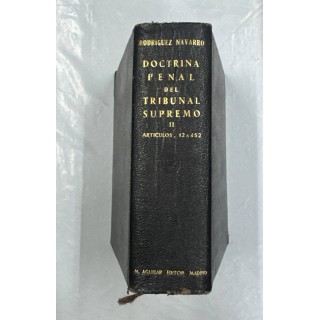 RODRIGUEZ NAVARRO
DOCTRINA
PENAL
DEL
TRIBUNAL
SUPREMO
II
ARTICULOS, 12 A 452
M. AGUILAR EDITOR MADRID